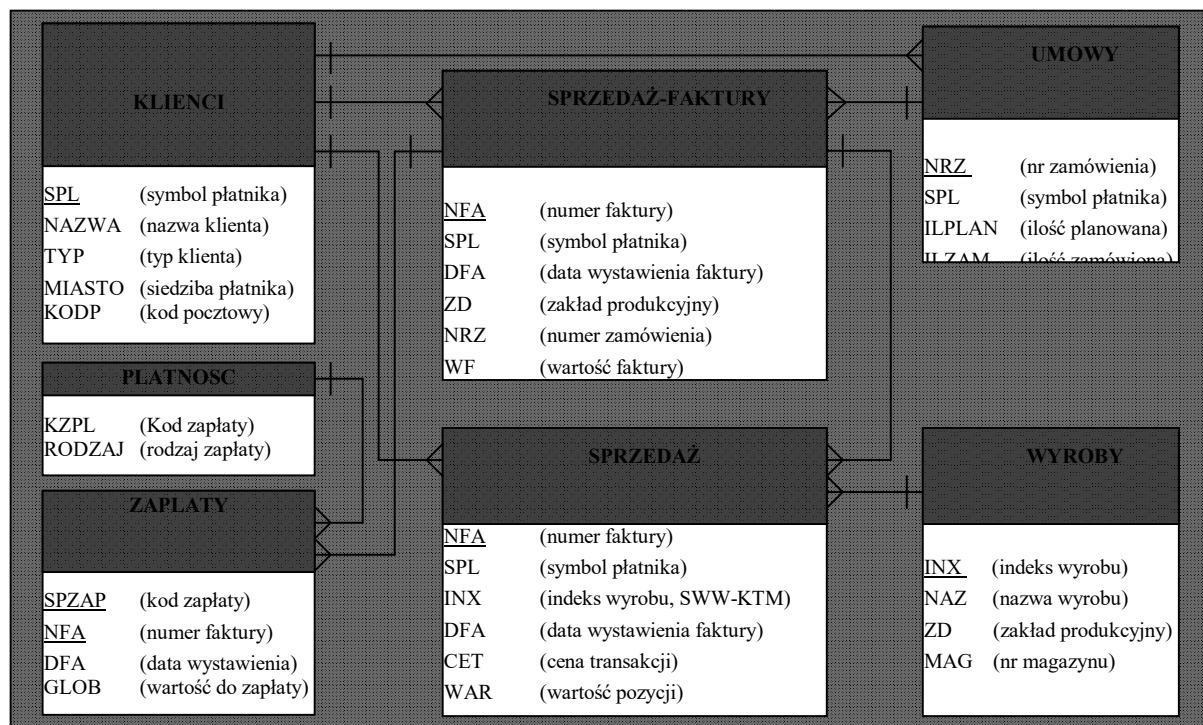 KLIENCI
SPL (symbol płatnika)
NAZWA (nazwa klienta)
TYP (typ klienta)
MIASTO (siedziba płatnika)
KODP (kod pocztowy)
PLATNOSC
KZPL (Kod zapłaty)
RODZAJ (rodzaj zapłaty)
ZAPLATY
SPZAP (kod zapłaty)
NFA (numer faktury)
DFA (data wystawienia)
GLOB (wartość do zapłaty)
SPRZEDAŻ-FAKTURY
NFA (numer faktury)
SPL (symbol płatnika)
DFA (data wystawienia faktury)
ZD (zakład produkcyjny)
NRZ (numer zamówienia)
WF (wartość faktury)
SPRZEDAŻ
NFA (numer faktury)
SPL (symbol płatnika)
INX (indeks wyrobu, SWW-KTM)
DFA (data wystawienia faktury)
CET (cena transakcji)
WAR (wartość pozycji)
UMOWY
NRZ (nr zamówienia)
SPL (symbol płatnika)
ILPLAN (ilość planowana)
ILZAM (ilość zamówiona)
WYROBY
INX (indeks wyrobu)
NAZ (nazwa wyrobu)
ZD (zakład produkcyjny)
MAG (nr magazynu)